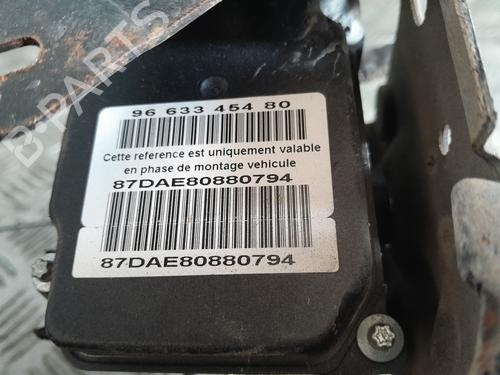 96 633 454 80
Cette reference est uniquement valable
en phase de montage vehicule
87DAE80880794
87DAE80880794
B-PARTS